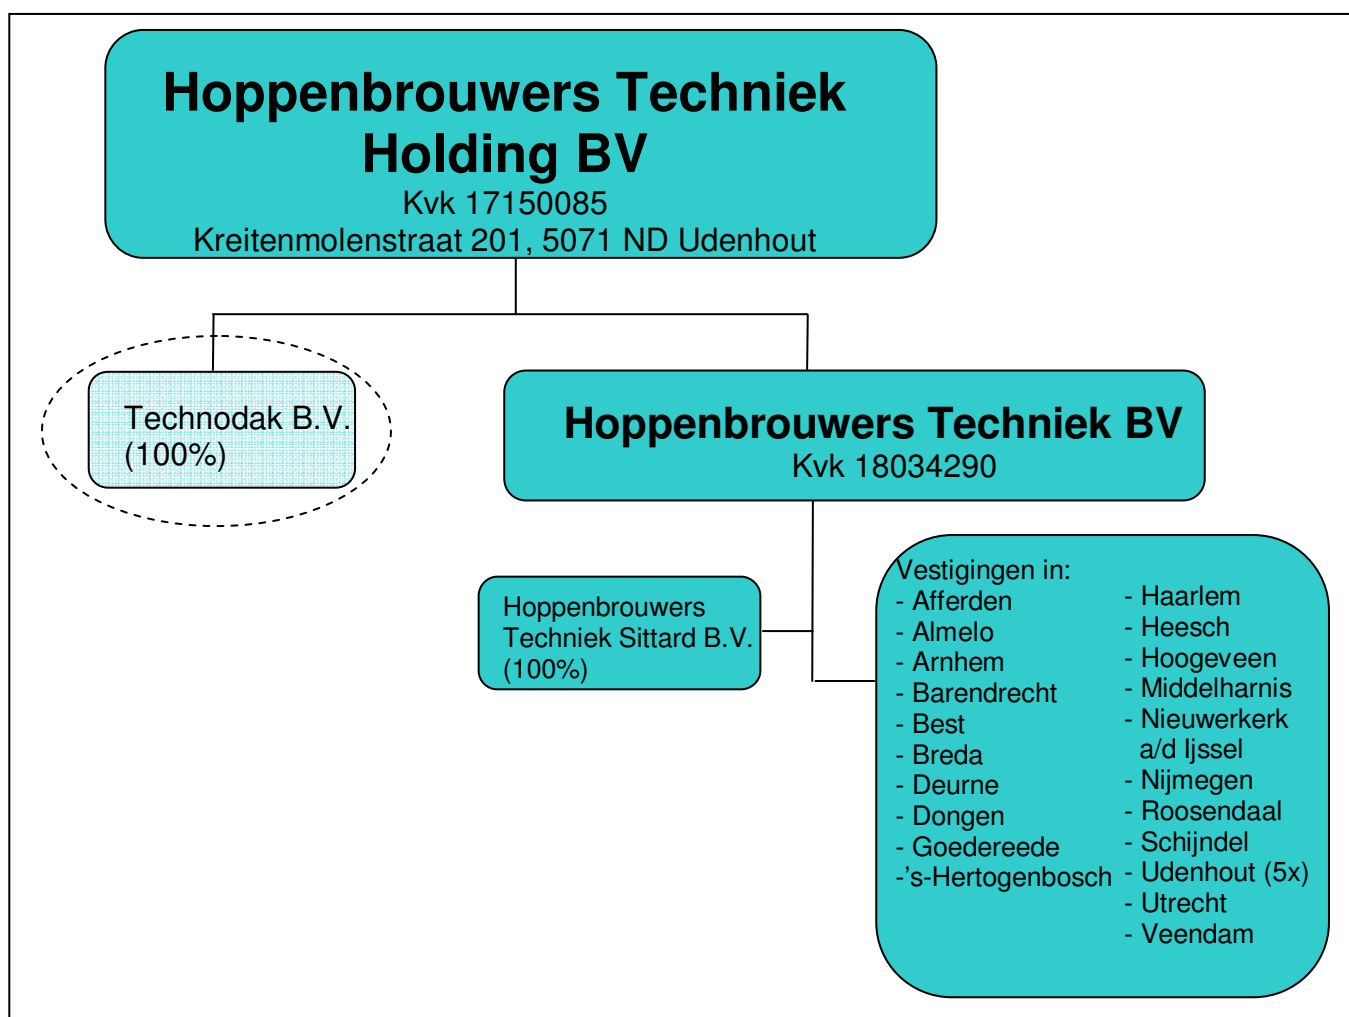 Hoppenbrouwers Techniek
Holding BV
Kvk 17150085
Kreitenmolenstraat 201, 5071 ND Udenhout
Technodak B.V.
(100%)
Hoppenbrouwers Techniek BV
Kvk 18034290
Hoppenbrouwers
Techniek Sittard B.V.
(100%)
Vestigingen in:
- Afferden
- Almelo
- Arnhem
- Barendrecht
- Best
- Breda
- Deurne
- Dongen
- Goedereede
-'s-Hertogenbosch
- Haarlem
- Heesch
- Hoogeveen
- Middelharnis
- Nieuwerkerk
a/d Ijssel
- Nijmegen
- Roosendaal
- Schijndel
- Udenhout (5x)
- Utrecht
- Veendam